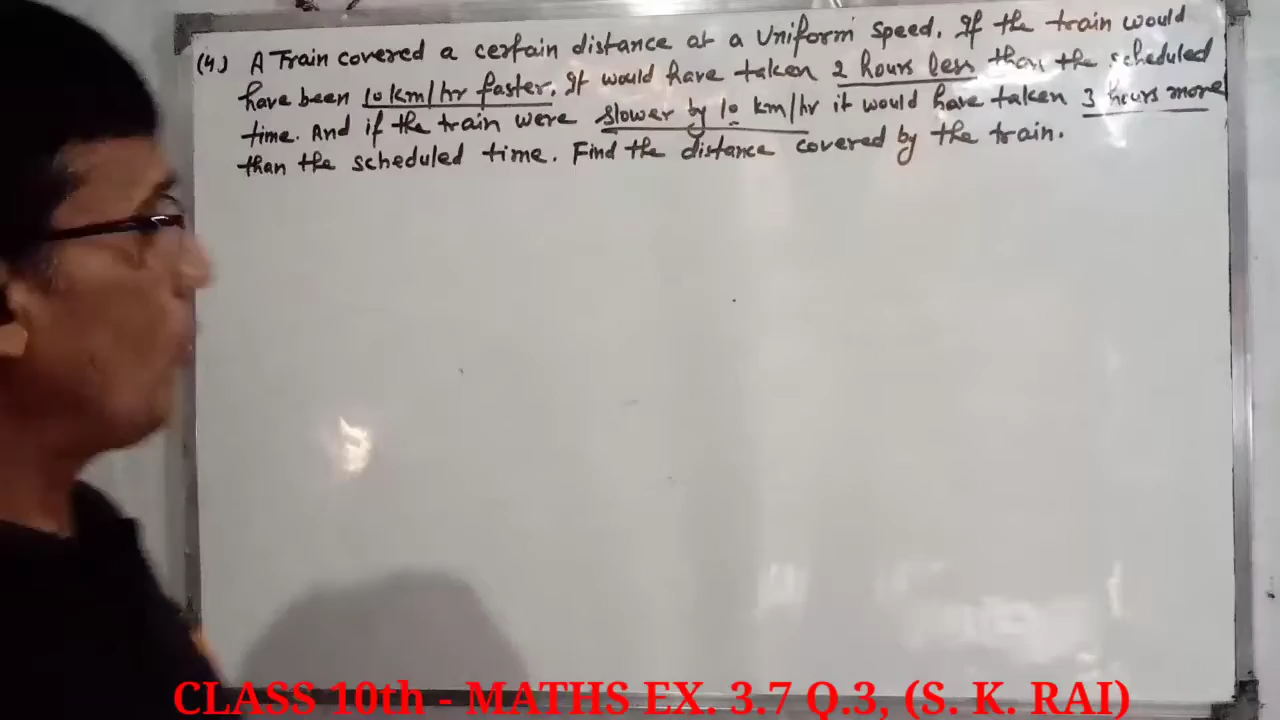 (4.) A Train covered a certain distance at a Uniform speed. If the train would
have been 10 km/hr faster. It would have taken 2 hours less than the scheduled
time. And if the train were slower by 10 km/hr it would have taken 3 hours more
than the scheduled time. Find the distance covered by the train.
CLASS 10th - MATHS EX. 3.7 Q.3, (S. K. RAI)